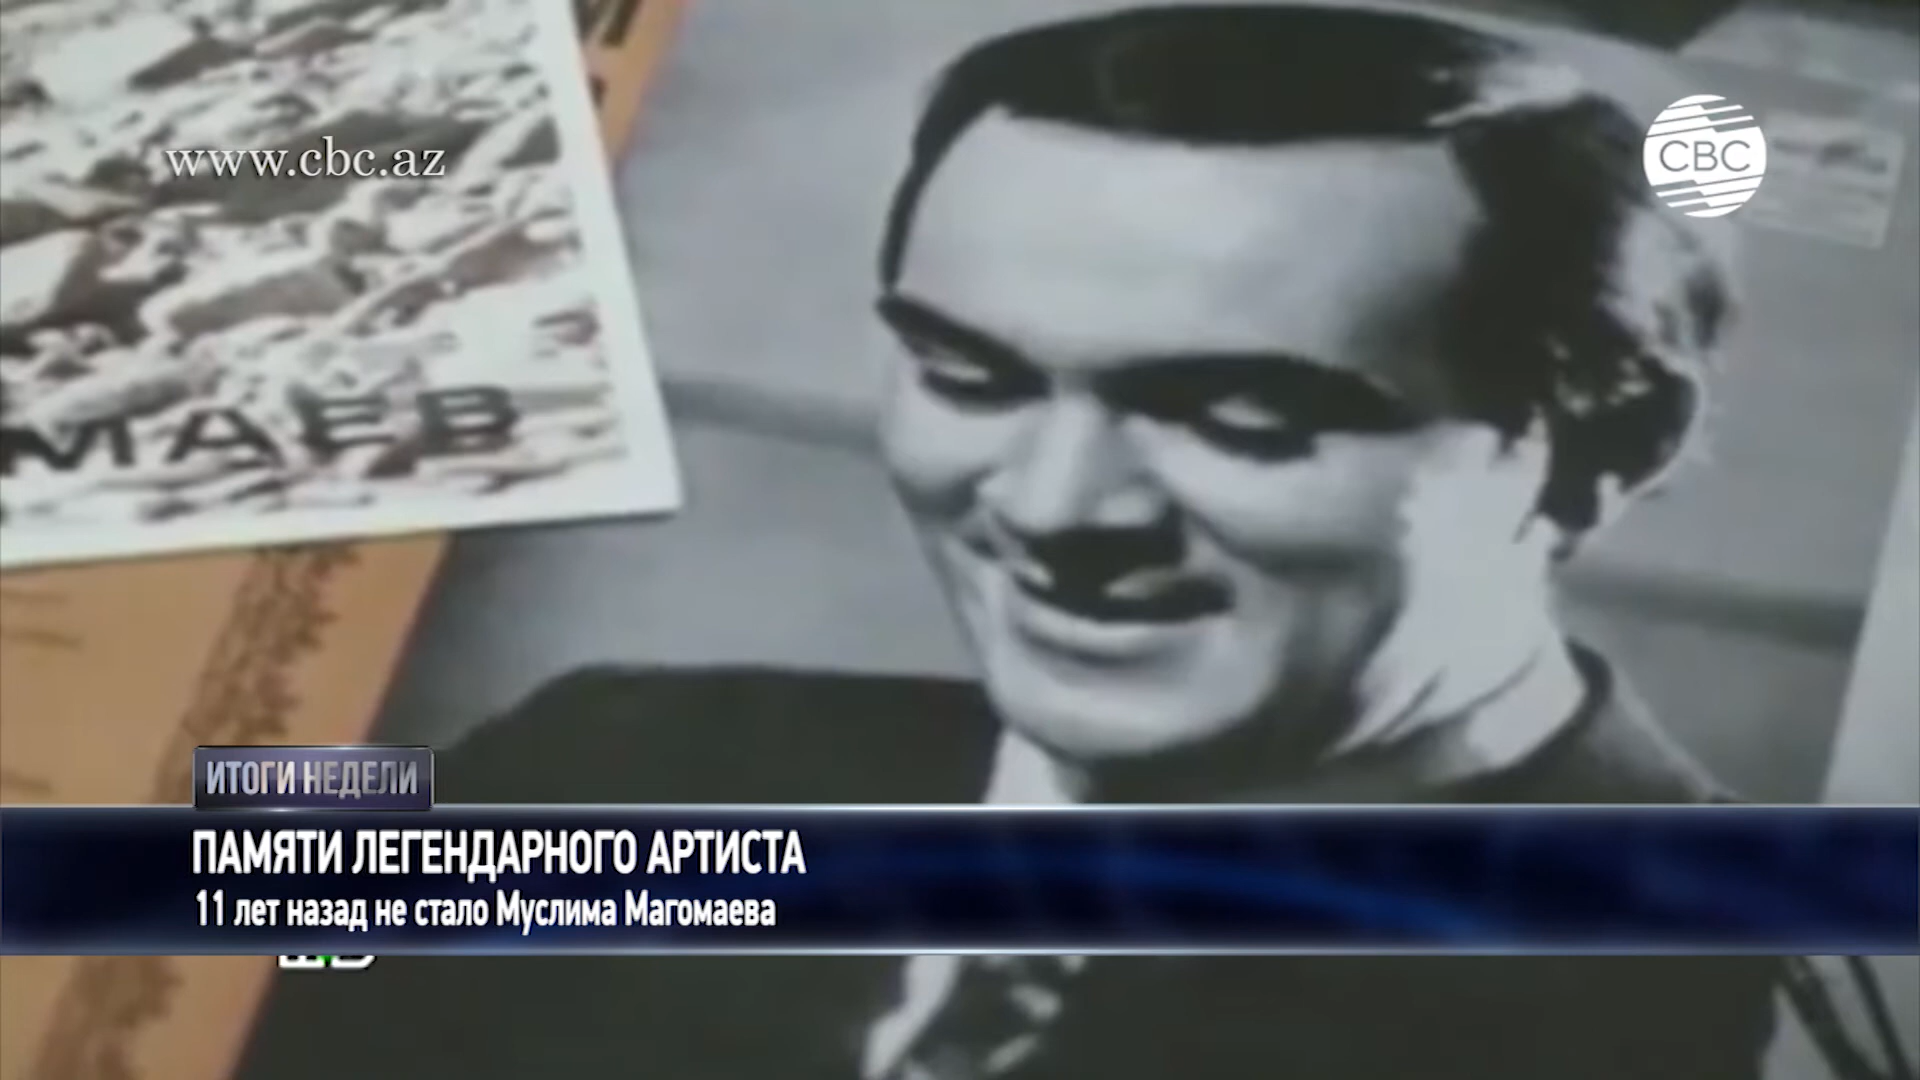 www.cbc.az
CBC
МАЕВ
ИТОГИ НЕДЕЛИ
ПАМЯТИ ЛЕГЕНДАРНОГО АРТИСТА
11 лет назад не стало Муслима Магомаева